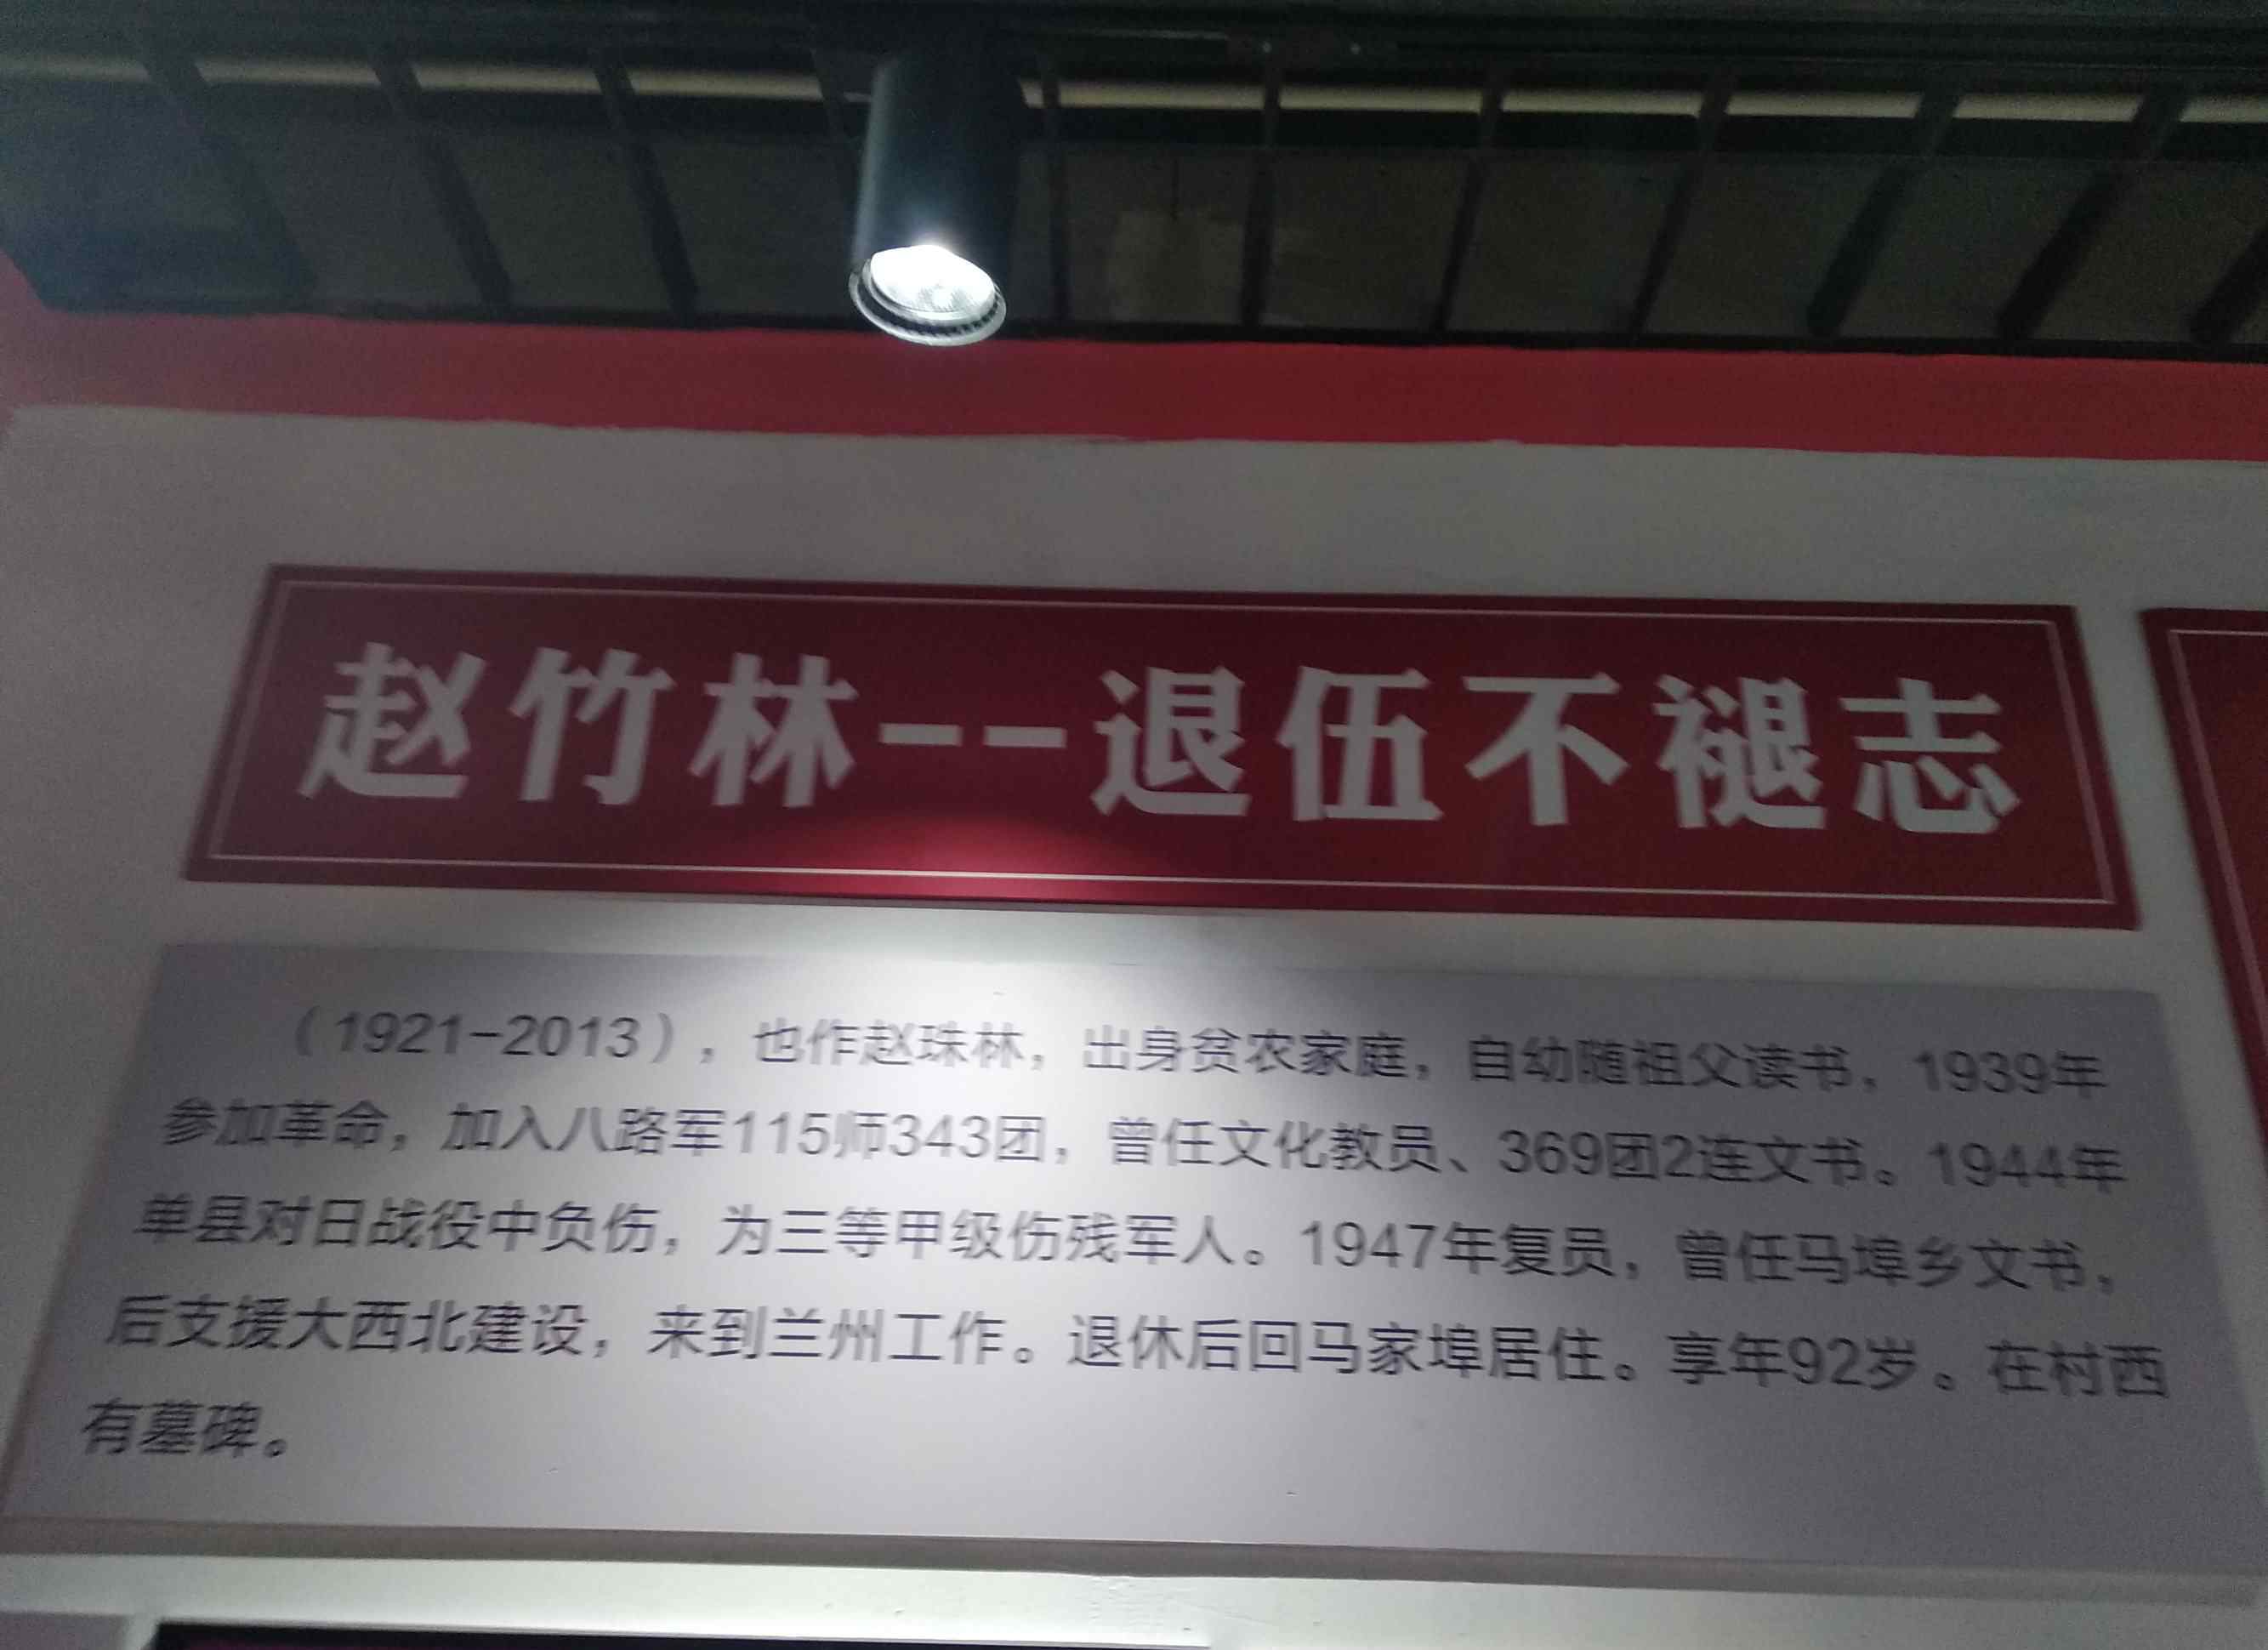 赵竹林--退伍不褪志
（1921-2013），也作赵珠林，出身贫农家庭，自幼随祖父读书，1939年
参加革命，加入八路军115师343团，曾任文化教员、369团2连文书。1944年
单县对日战役中负伤，为三等甲级伤残军人。1947年复员，曾任马埠乡文书，
后支援大西北建设，来到兰州工作。退休后回马家埠居住。享年92岁。在村西
有墓碑。